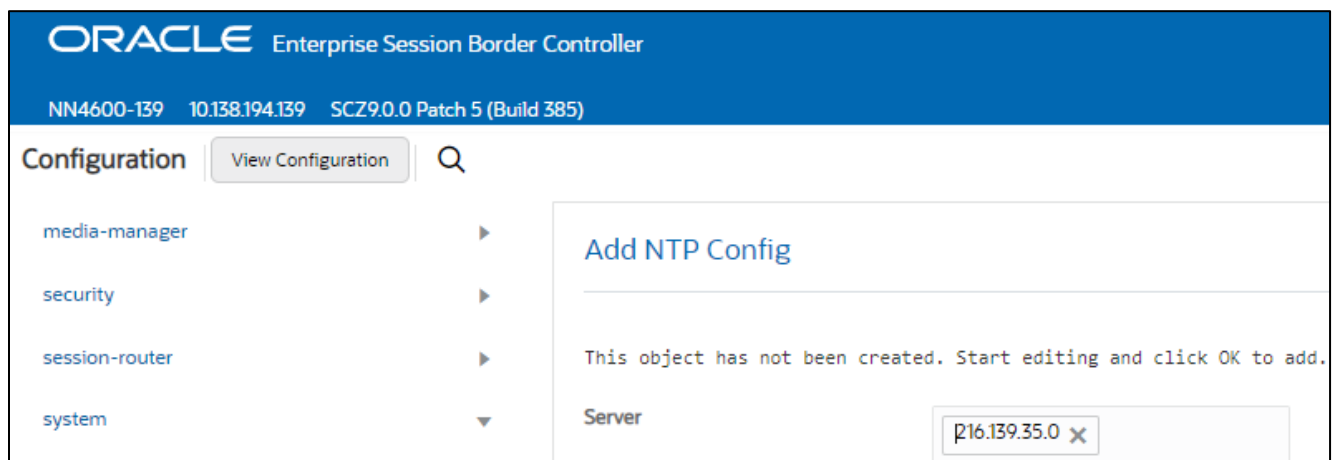 ORACLE Enterprise Session Border Controller
NN4600-139 10.138.194.139 SCZ9.0.0 Patch 5 (Build 385)
Configuration View Configuration
media-manager
security
session-router
system
Add NTP Config
This object has not been created. Start editing and click OK to add.
Server
216.139.35.0